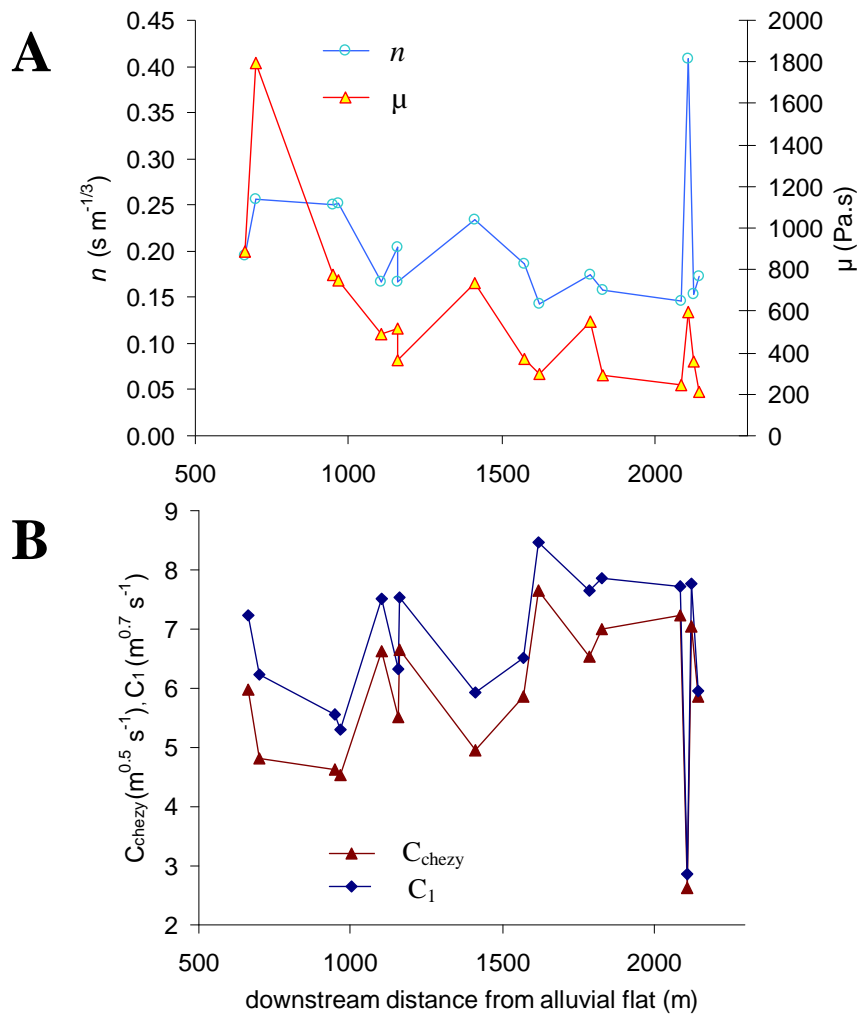 A
0.45
0.40
0.35
0.30
0.25
0.20
0.15
0.10
0.05
0.00
n (s m-1/3)
n
μ
2000
1800
1600
1400
1200
1000
800
600
400
200
0
μ (Pa.s)
500 1000 1500 2000
B
9
8
7
6
5
4
3
2
Cchezy (m0.5 s-1), C1 (m0.7 s-1)
Cchezy
C1
500 1000 1500 2000
downstream distance from alluvial flat (m)